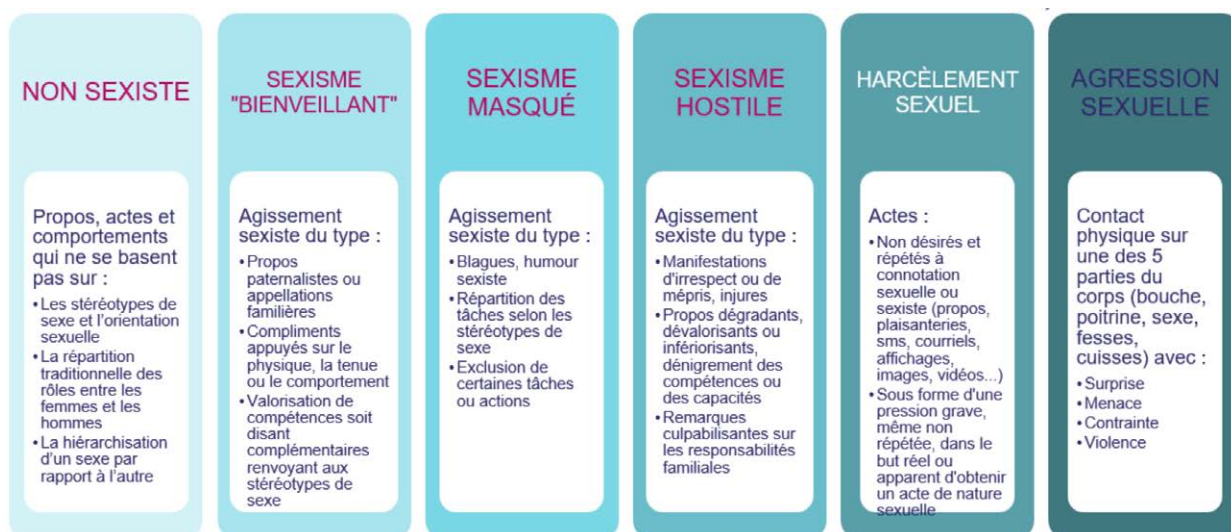 NON SEXISTE
Propos, actes et
comportements
qui ne se basent
pas sur :
•Les stéréotypes de
sexe et l'orientation
sexuelle
•La répartition
traditionnelle des
rôles entre les
femmes et les
hommes
•La hiérarchisation
d'un sexe par
rapport à l'autre
SEXISME
"BIENVEILLANT"
Agissement
sexiste du type :
•Propos
paternalistes ou
appellations
familières
•Compliments
appuyés sur le
physique, la tenue
ou le comportement
•Valorisation de
compétences soit
disant
complémentaires
renvoyant aux
stéréotypes de
sexe
SEXISME
MASQUÉ
Agissement
sexiste du type :
•Blagues, humour
sexiste
•Répartition des
tâches selon les
stéréotypes de
sexe
•Exclusion de
certaines tâches
ou actions
SEXISME
HOSTILE
Agissement
sexiste du type :
•Manifestations
d'irrespect ou de
mépris, injures
•Propos dégradants,
dévalorisants ou
infériorisants,
dénigrement des
compétences ou
des capacités
•Remarques
culpabilisantes sur
les responsabilités
familiales
HARCÈLEMENT
SEXUEL
Actes :
•Non désirés et
répétés à
connotation
sexuelle ou
sexiste (propos,
plaisanteries,
sms, courriels,
affichages,
images, vidéos...)
•Sous forme d'une
pression grave,
même non
répétée, dans le
but réel ou
apparent d'obtenir
un acte de nature
sexuelle
AGRESSION
SEXUELLE
Contact
physique sur
une des 5
parties du
corps (bouche,
poitrine, sexe,
fesses,
cuisses) avec :
•Surprise
•Menace
•Contrainte
•Violence